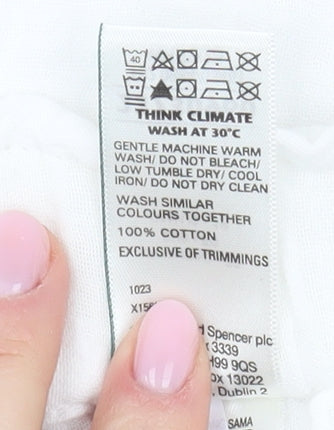 40
THINK CLIMATE
WASH AT 30°C
GENTLE MACHINE WARM
WASH/ DO NOT BLEACH/
LOW TUMBLE DRY/ COOL
IRON/ DO NOT DRY CLEAN
WASH SIMILAR
COLOURS TOGETHER
100% COTTON
EXCLUSIVE OF TRIMMINGS
1023
Spencer plc
3339
9QS
13022
Dublin 2
SAMA